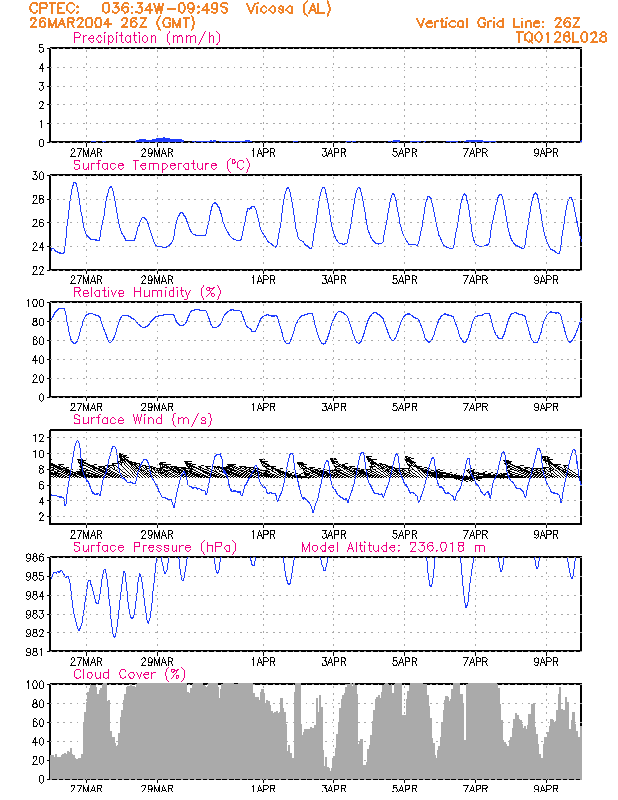 CPTEC: 036:34W-09:49S Vicosa (AL)
26MAR2004 26Z (GMT) Vertical Grid Line: 26Z
Precipitation (mm/h) TQ0126L028
5
4
3
2
1
0
27MAR 29MAR 1APR 3APR 5APR 7APR 9APR
Surface Temperature (ºC)
30
28
26
24
22
27MAR 29MAR 1APR 3APR 5APR 7APR 9APR
Relative Humidity (%)
100
80
60
40
20
0
27MAR 29MAR 1APR 3APR 5APR 7APR 9APR
Surface Wind (m/s)
12
10
8
6
4
2
27MAR 29MAR 1APR 3APR 5APR 7APR 9APR
Surface Pressure (hPa) Model Altitude: 236.018 m
986
985
984
983
982
981
27MAR 29MAR 1APR 3APR 5APR 7APR 9APR
Cloud Cover (%)
100
80
60
40
20
0
27MAR 29MAR 1APR 3APR 5APR 7APR 9APR